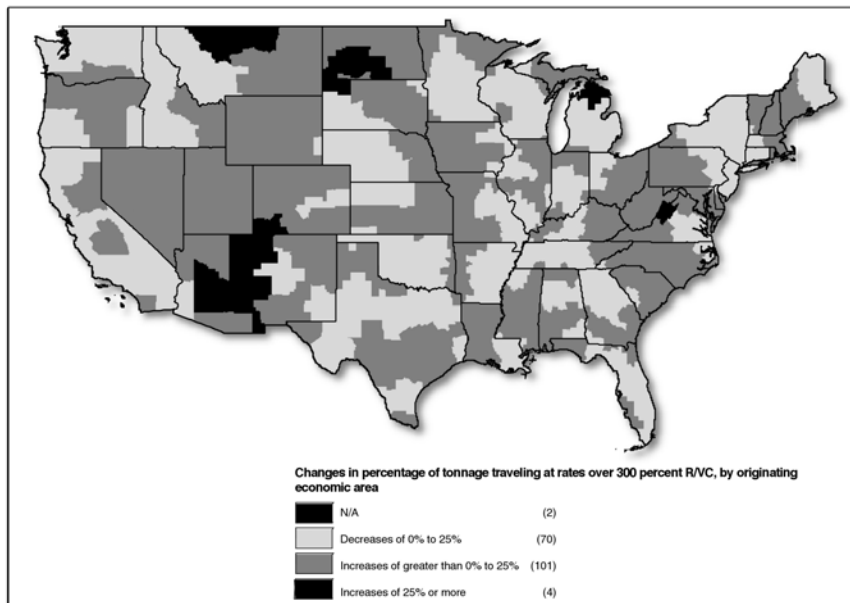 Changes in percentage of tonnage traveling at rates over 300 percent R/VC, by originating
economic area
N/A (2)
Decreases of 0% to 25% (70)
Increases of greater than 0% to 25% (101)
Increases of 25% or more (4)